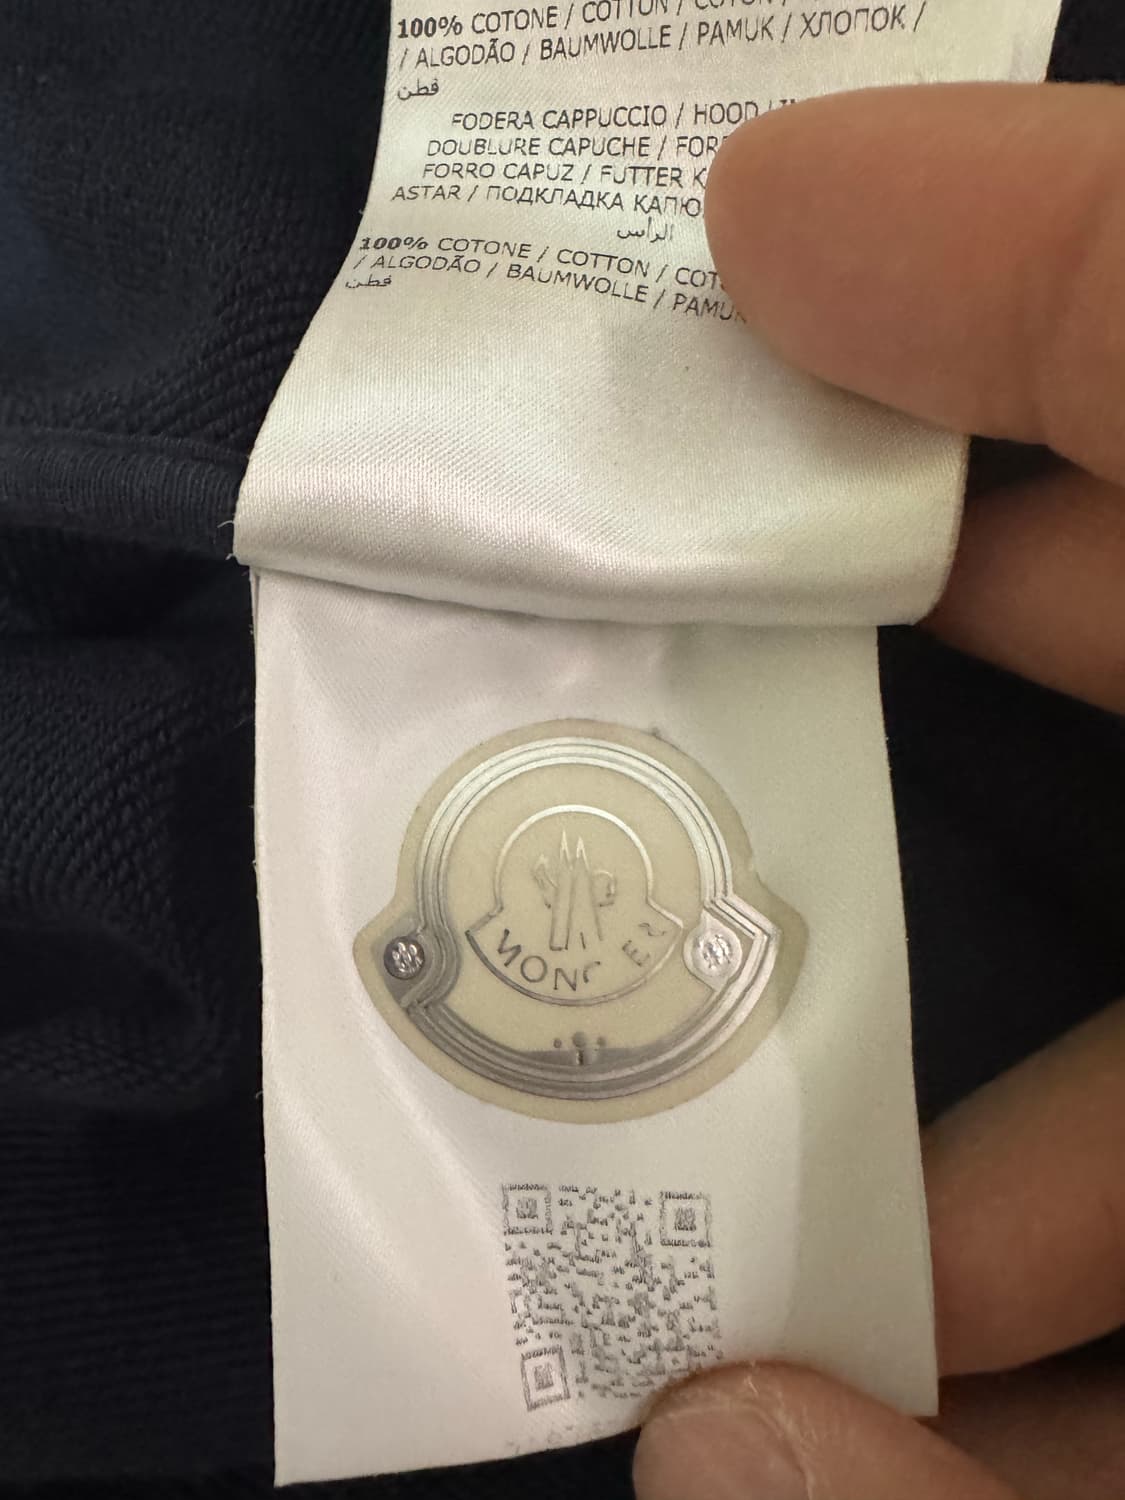 100% COTONE / COTTON /
/ ALGODÃO / BAUMWOLLE / PAMUK / ХЛОПОК /
قطن
FODERA CAPPUCCIO / HOOD
DOUBLURE CAPUCHE /
FORRO CAPUZ / FUTTER
ASTAR / ПОДКЛАДКА
الرأس
100% COTONE / COTTON /
/ ALGODÃO / BAUMWOLLE /
قطن